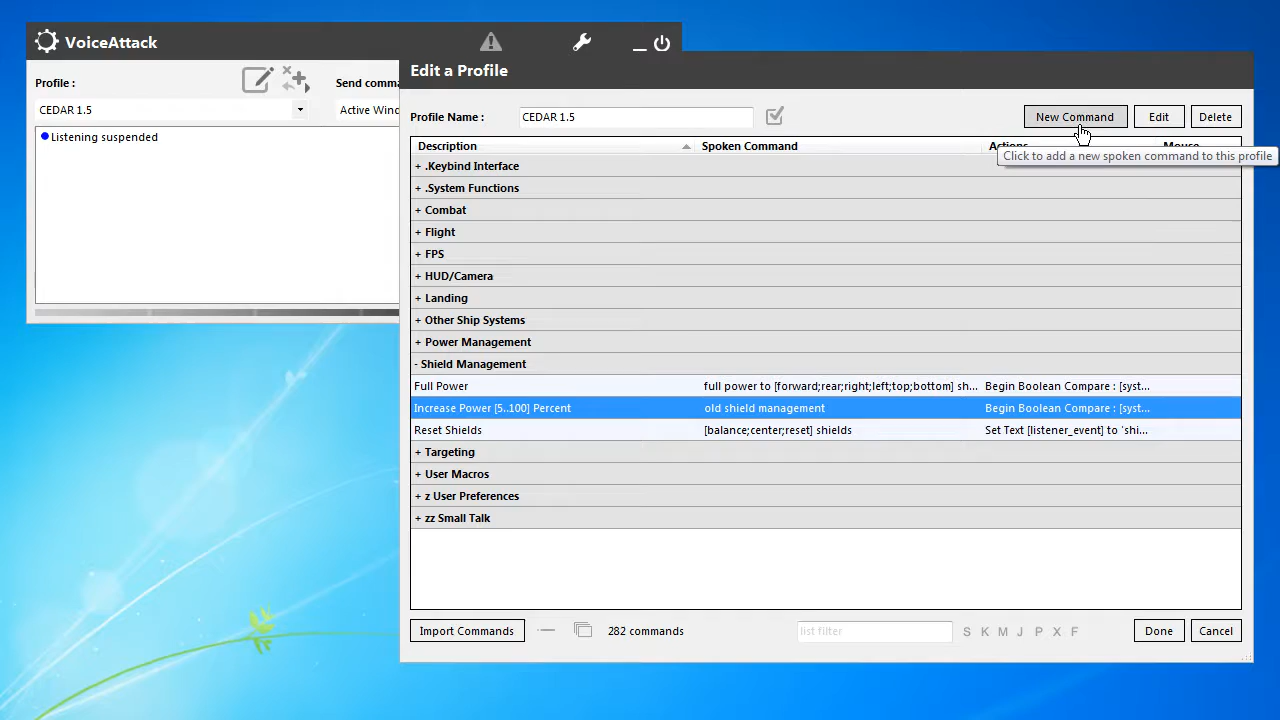 VoiceAttack
Profile :
Send comma
CEDAR 1.5
Active Wind
Listening suspended
Edit a Profile
Profile Name :
CEDAR 1.5
New Command
Edit
Delete
Description
Spoken Command
Actions
Mouse
Click to add a new spoken command to this profile
+ .Keybind Interface
+ .System Functions
+ Combat
+ Flight
+ FPS
+ HUD/Camera
+ Landing
+ Other Ship Systems
+ Power Management
- Shield Management
Full Power
full power to [forward;rear;right;left;top;bottom] sh...
Begin Boolean Compare : [syst...
Increase Power [5..100] Percent
old shield management
Begin Boolean Compare : [syst...
Reset Shields
[balance;center;reset] shields
Set Text [listener_event] to 'shi...
+ Targeting
+ User Macros
+ z User Preferences
+ zz Small Talk
Import Commands
282 commands
list filter
S K M J P X F
Done
Cancel